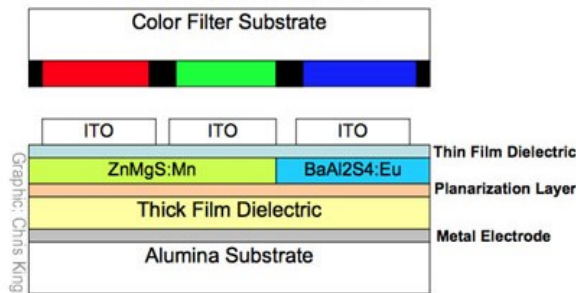 Color Filter Substrate
ITO ITO ITO
Thin Film Dielectric
ZnMgS:Mn BaAl2S4:Eu
Planarization Layer
Thick Film Dielectric
Metal Electrode
Alumina Substrate
Graphic: Chris King